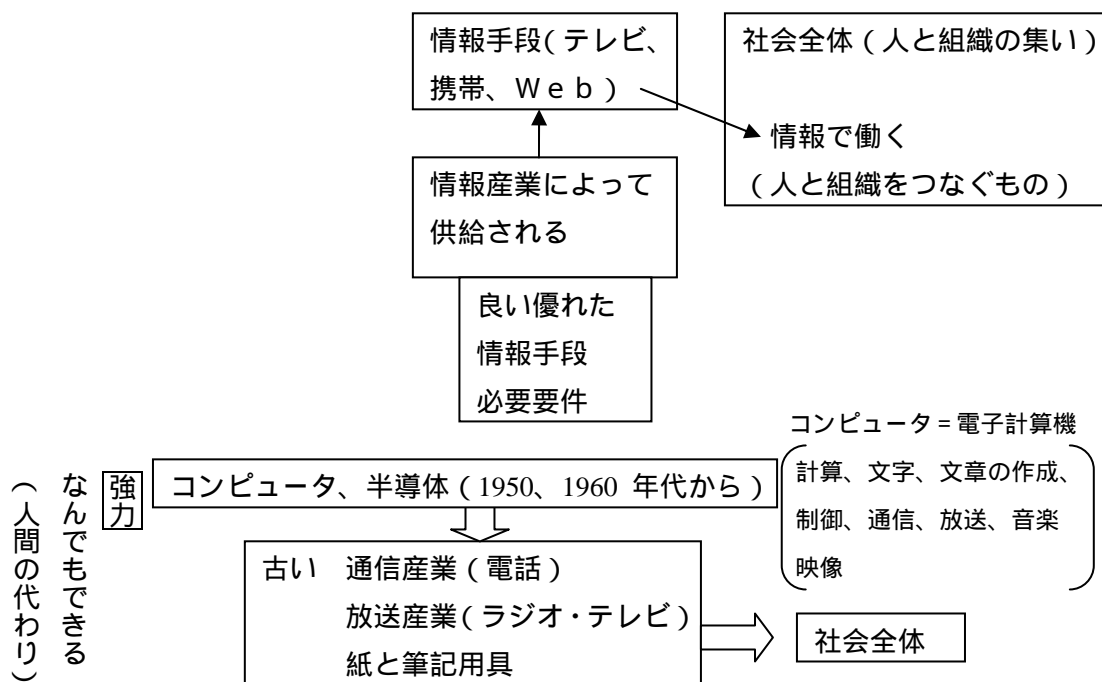 情報手段（テレビ、
携帯、Ｗｅｂ）
社会全体（人と組織の集い）
情報で働く
（人と組織をつなぐもの）
情報産業によって
供給される
良い優れた
情報手段
必要要件
コンピュータ＝電子計算機
計算、文字、文章の作成、
制御、通信、放送、音楽
映像
強力
なんでもできる
（人間の代わり）
コンピュータ、半導体（1950、1960 年代から）
古い　通信産業（電話）
放送産業（ラジオ・テレビ）
紙と筆記用具
社会全体